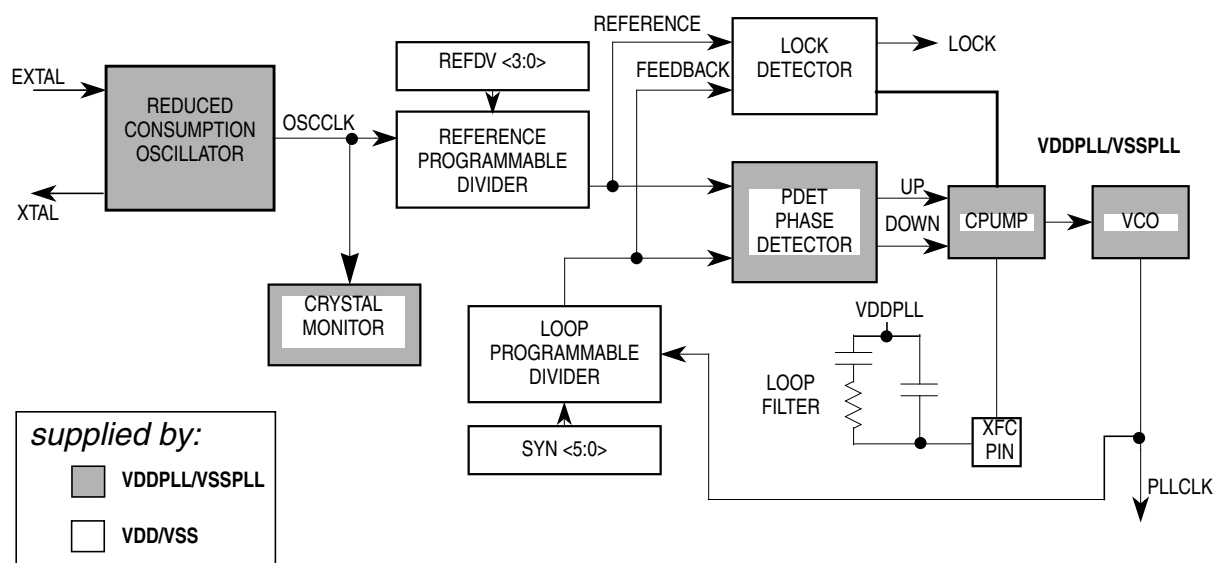 REFERENCE
REFDV <3:0>
LOCK
DETECTOR
LOCK
EXTAL
FEEDBACK
REDUCED
CONSUMPTION
OSCILLATOR
OSCCLK
REFERENCE
PROGRAMMABLE
DIVIDER
VDDPLL/VSSPLL
XTAL
PDET
PHASE
DETECTOR
UP
DOWN
CPUMP
VCO
CRYSTAL
MONITOR
LOOP
PROGRAMMABLE
DIVIDER
VDDPLL
LOOP
FILTER
SYN <5:0>
XFC
PIN
PLLCLK
supplied by:
VDDPLL/VSSPLL
VDD/VSS